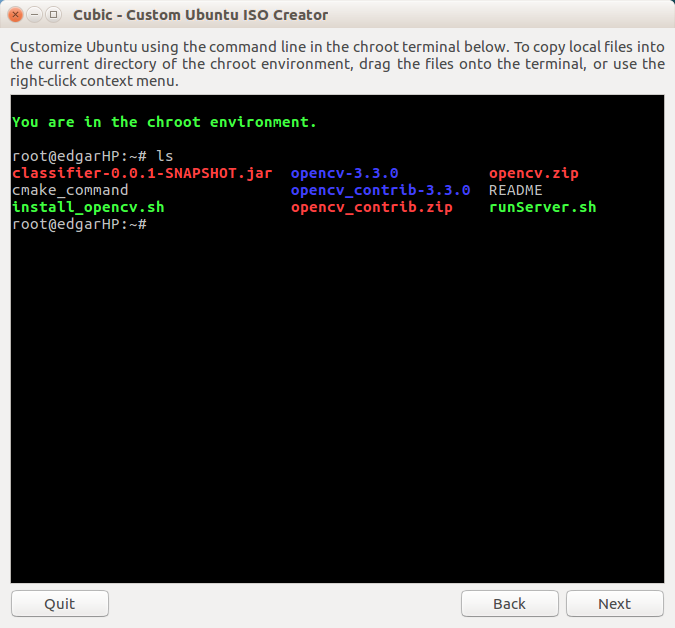 Cubic - Custom Ubuntu ISO Creator
Customize Ubuntu using the command line in the chroot terminal below. To copy local files into
the current directory of the chroot environment, drag the files onto the terminal, or use the
right-click context menu.
You are in the chroot environment.
root@edgarHP:~# ls
classifier-0.0.1-SNAPSHOT.jar opencv-3.3.0 opencv.zip
cmake_command opencv_contrib-3.3.0 README
install_opencv.sh opencv_contrib.zip runServer.sh
root@edgarHP:~#
Quit Back Next